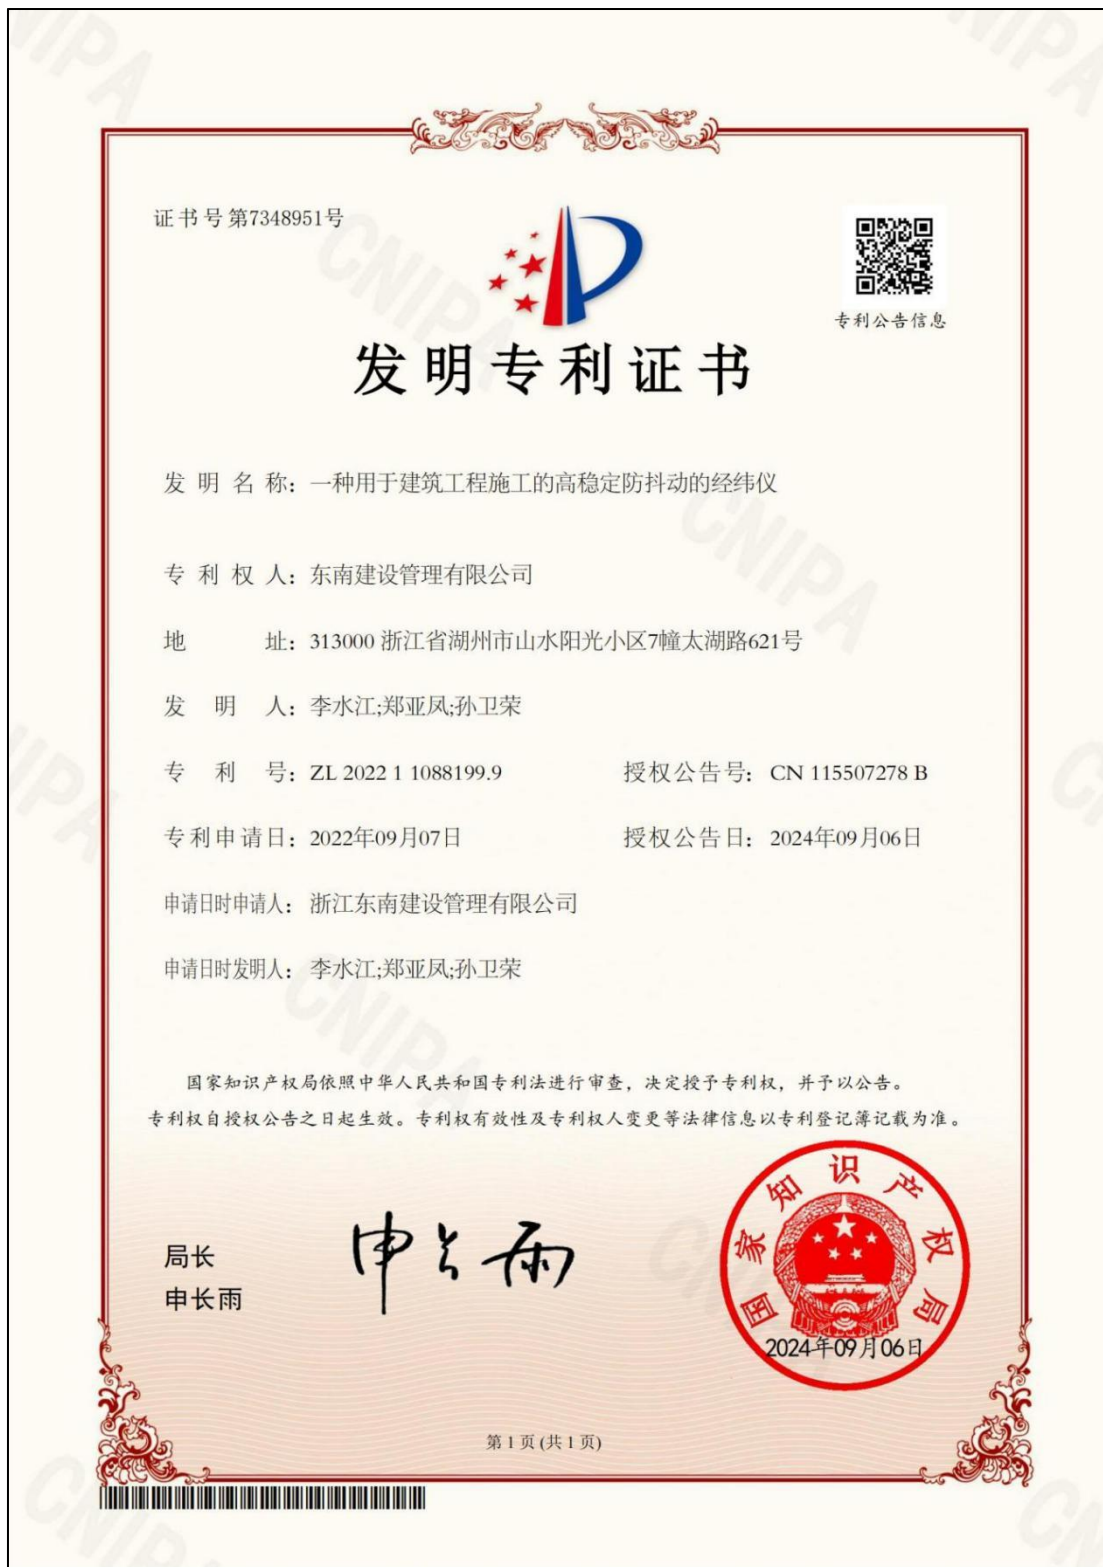 证书号第7348951号
专利公告信息
发明专利证书
发明名称：一种用于建筑工程施工的高稳定防抖动的经纬仪
专利权人：东南建设管理有限公司
地址：313000 浙江省湖州市山水阳光小区7幢太湖路621号
发明人：李水江;郑亚凤;孙卫荣
专利号：ZL 2022 1 1088199.9 授权公告号：CN 115507278 B
专利申请日：2022年09月07日 授权公告日：2024年09月06日
申请日时申请人：浙江东南建设管理有限公司
申请日时发明人：李水江;郑亚凤;孙卫荣
国家知识产权局依照中华人民共和国专利法进行审查，决定授予专利权，并予以公告。
专利权自授权公告之日起生效。专利权有效性及专利权人变更等法律信息以专利登记簿记载为准。
局长
申长雨
申长雨
国家知识产权局
2024年09月06日
第 1 页 (共 1 页)
CNIPA
CNIPA
CNIPA
CNIPA
CNIPA
CNIPA